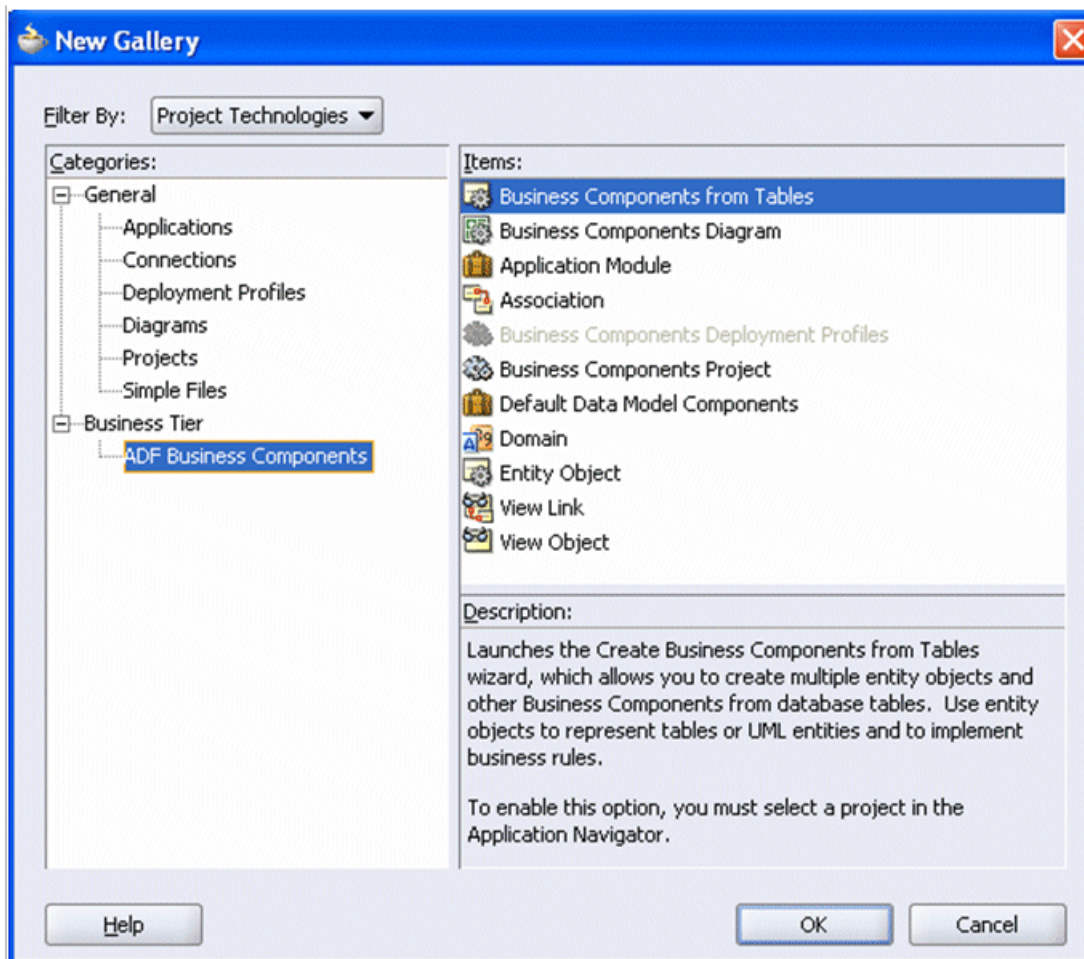 New Gallery
Filter By: Project Technologies
Categories:
General
Applications
Connections
Deployment Profiles
Diagrams
Projects
Simple Files
Business Tier
ADF Business Components
Items:
Business Components from Tables
Business Components Diagram
Application Module
Association
Business Components Deployment Profiles
Business Components Project
Default Data Model Components
Domain
Entity Object
View Link
View Object
Description:
Launches the Create Business Components from Tables
wizard, which allows you to create multiple entity objects and
other Business Components from database tables. Use entity
objects to represent tables or UML entities and to implement
business rules.
To enable this option, you must select a project in the
Application Navigator.
Help
OK
Cancel